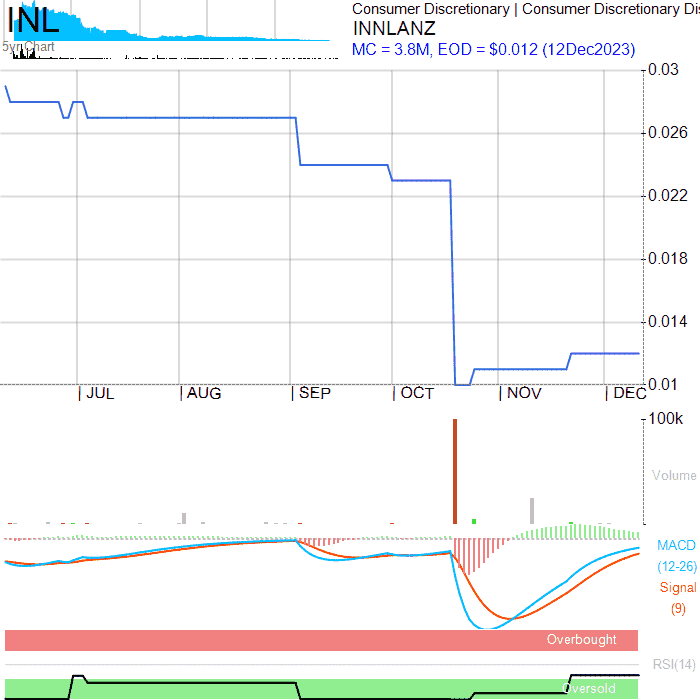 INL
5yr Chart
Consumer Discretionary | Consumer Discretionary Dis
INNLANZ
MC = 3.8M, EOD = $0.012 (12Dec2023)
0.03
0.026
0.022
0.018
0.014
0.01
| JUL | AUG | SEP | OCT | NOV | DEC
100k
Volume
MACD
(12-26)
Signal
(9)
Overbought
RSI(14)
Oversold